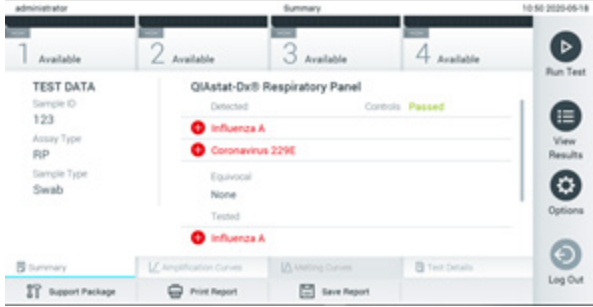 administrator Summary 10:50 2020-05-18
1 Available 2 Available 3 Available 4 Available
Run Test
TEST DATA
Sample ID
123
Assay Type
RP
Sample Type
Swab
QIAstat-Dx® Respiratory Panel
Detected Controls Passed
Influenza A
Coronavirus 229E
Equivocal
None
Tested
Influenza A
View
Results
Options
Log Out
Summary Amplification Curves Melting Curves Test Details
Support Package Print Report Save Report